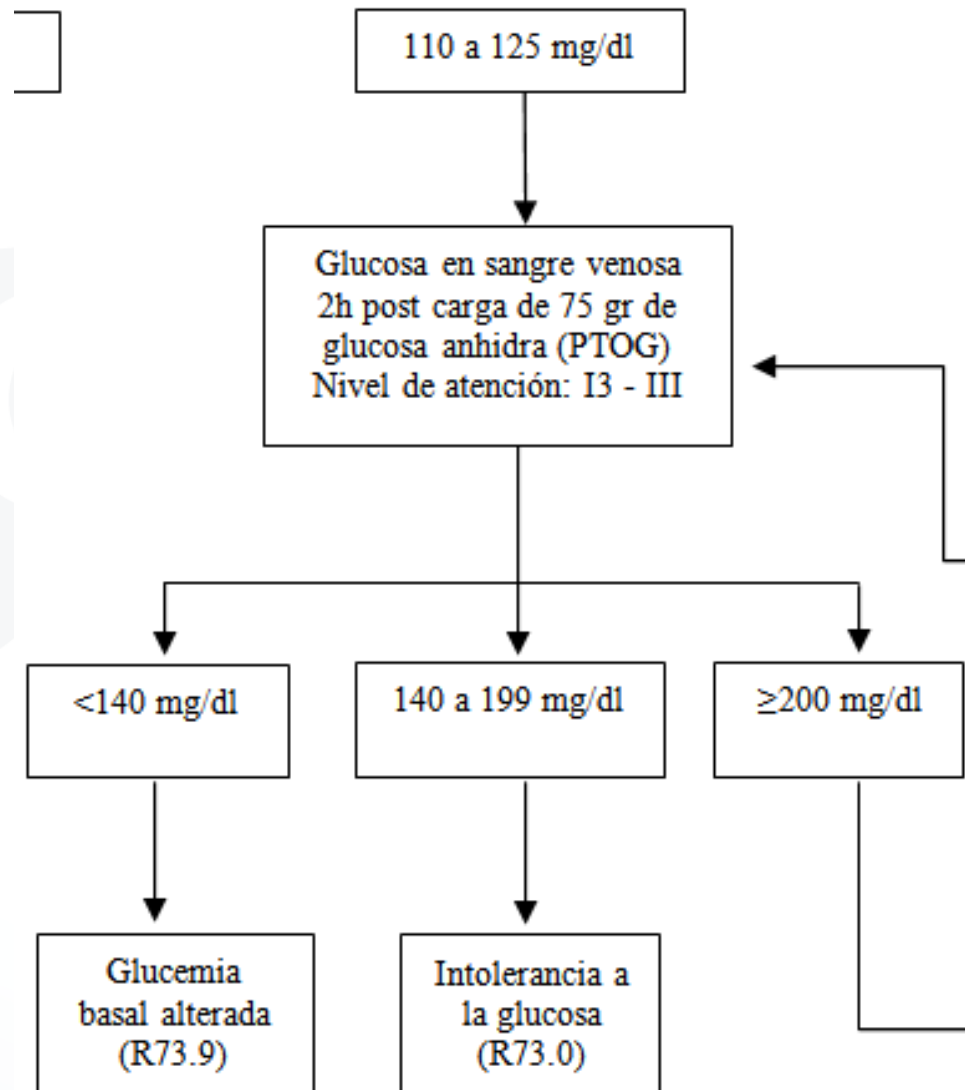 110 a 125 mg/dl
Glucosa en sangre venosa
2h post carga de 75 gr de
glucosa anhidra (PTOG)
Nivel de atención: I3 - III
<140 mg/dl
140 a 199 mg/dl
≥200 mg/dl
Glucemia
basal alterada
(R73.9)
Intolerancia a
la glucosa
(R73.0)